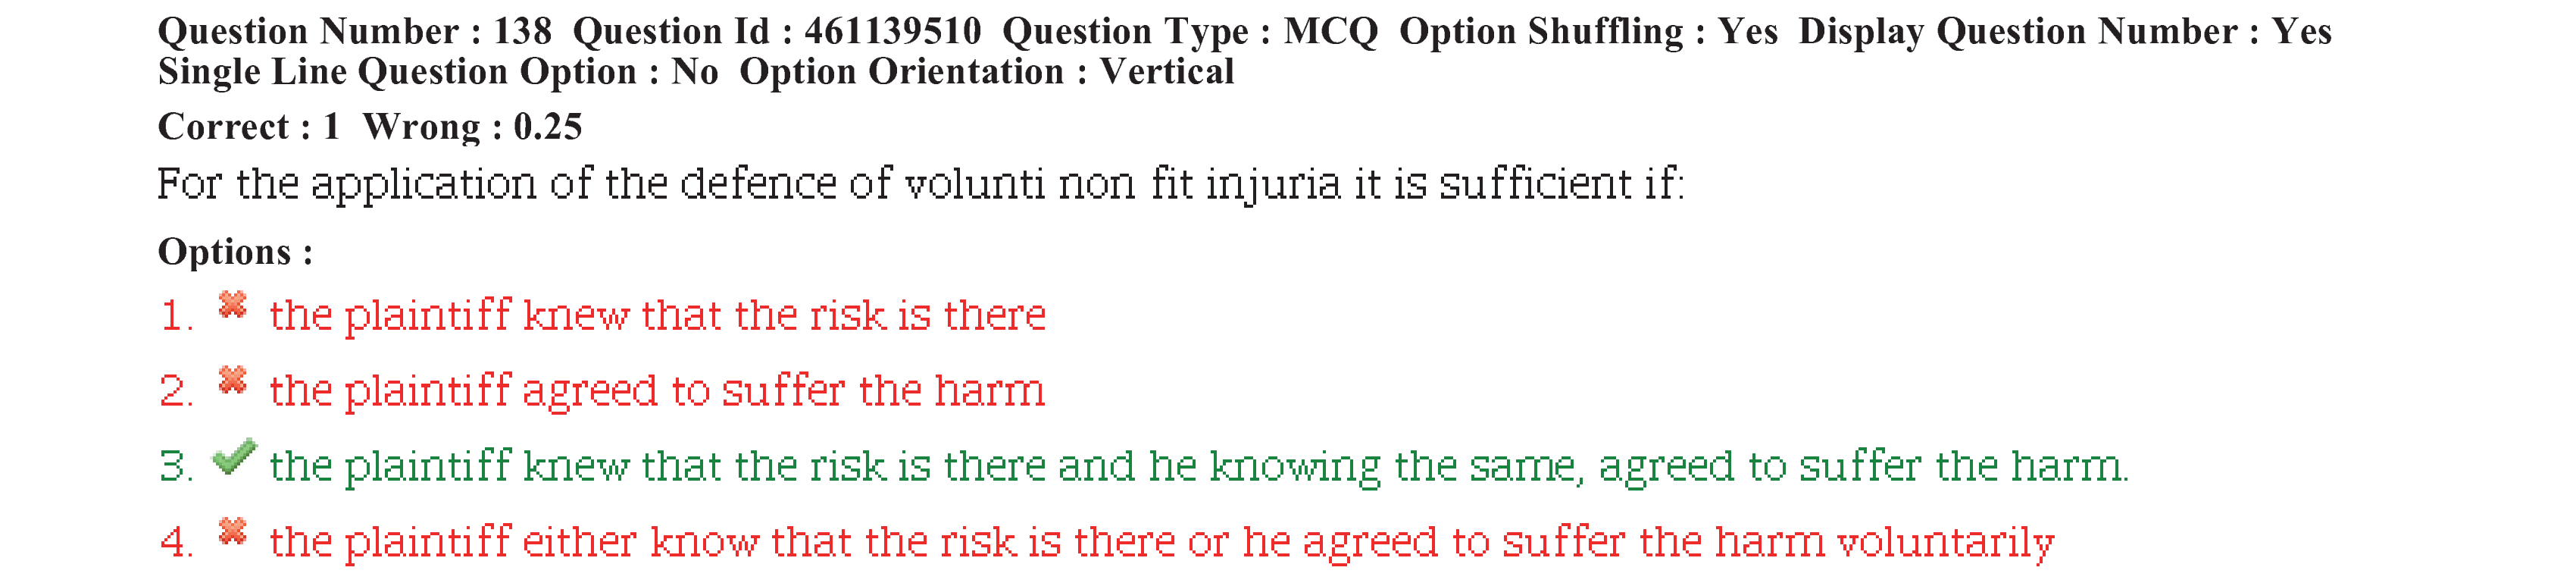 Question Number : 138 Question Id : 461139510 Question Type : MCQ Option Shuffling : Yes Display Question Number : Yes
Single Line Question Option : No Option Orientation : Vertical
Correct : 1 Wrong : 0.25
For the application of the defence of volunti non fit injuria it is sufficient if:
Options :
1. the plaintiff knew that the risk is there
2. the plaintiff agreed to suffer the harm
3. the plaintiff knew that the risk is there and he knowing the same, agreed to suffer the harm.
4. the plaintiff either know that the risk is there or he agreed to suffer the harm voluntarily